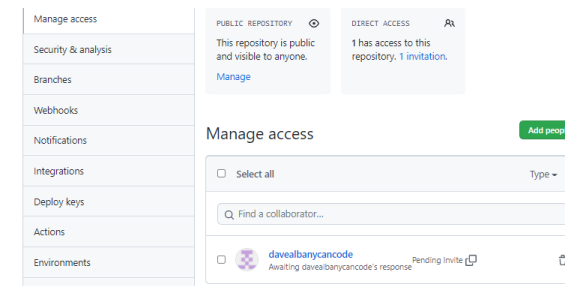 Manage access
Security & analysis
Branches
Webhooks
Notifications
Integrations
Deploy keys
Actions
Environments
PUBLIC REPOSITORY
This repository is public
and visible to anyone.
Manage
DIRECT ACCESS
1 has access to this
repository. 1 invitation.
Manage access
Add peop
Select all
Type
Find a collaborator...
davealbanycancode
Awaiting davealbanycancode's response
Pending Invite